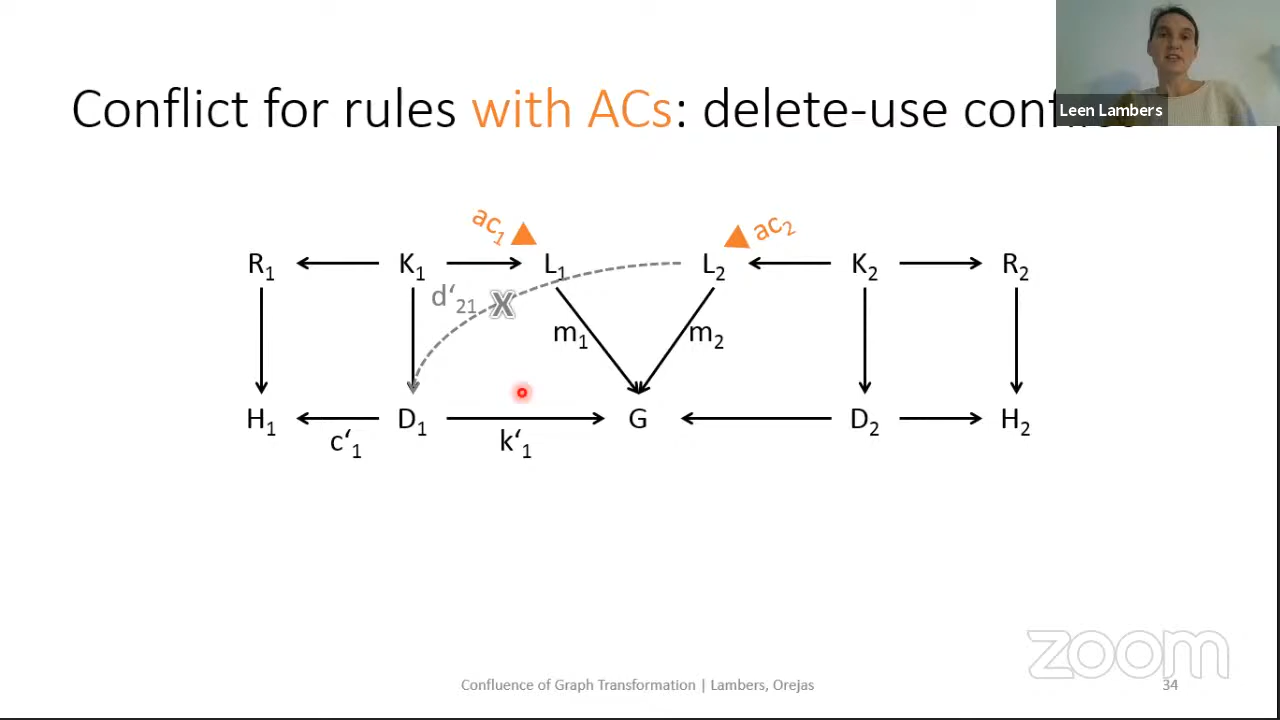 Leen Lambers
Conflict for rules with ACs: delete-use
ac₁ ac₂
R₁ K₁ L₁ L₂ K₂ R₂
d‘₂₁ X
m₁ m₂
H₁ D₁ G D₂ H₂
c‘₁ k‘₁
zoom
Confluence of Graph Transformation | Lambers, Orejas 34